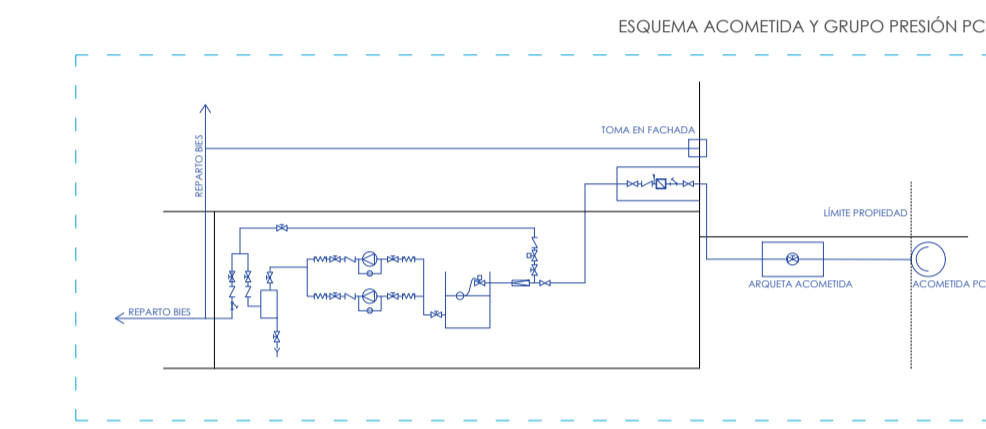 ESQUEMA ACOMETIDA Y GRUPO PRESIÓN PC
TOMA EN FACHADA
REPARTO BIES
LÍMITE PROPIEDAD
ARQUETA ACOMETIDA
ACOMETIDA PC
REPARTO BIES